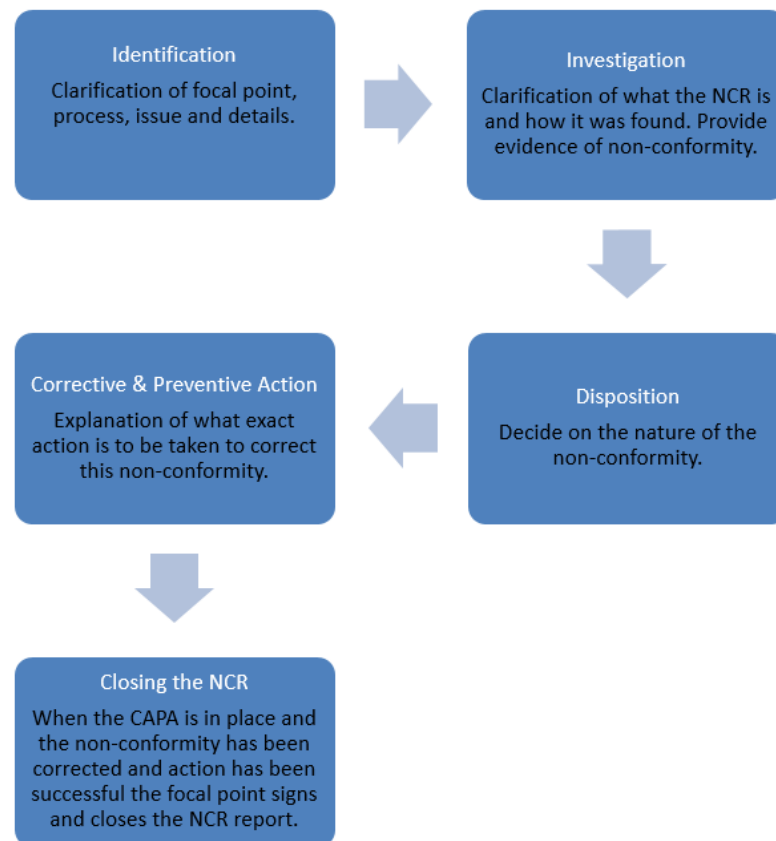 Identification
Clarification of focal point,
process, issue and details.
Investigation
Clarification of what the NCR is
and how it was found. Provide
evidence of non-conformity.
Disposition
Decide on the nature of the
non-conformity.
Corrective & Preventive Action
Explanation of what exact
action is to be taken to correct
this non-conformity.
Closing the NCR
When the CAPA is in place and
the non-conformity has been
corrected and action has been
successful the focal point signs
and closes the NCR report.